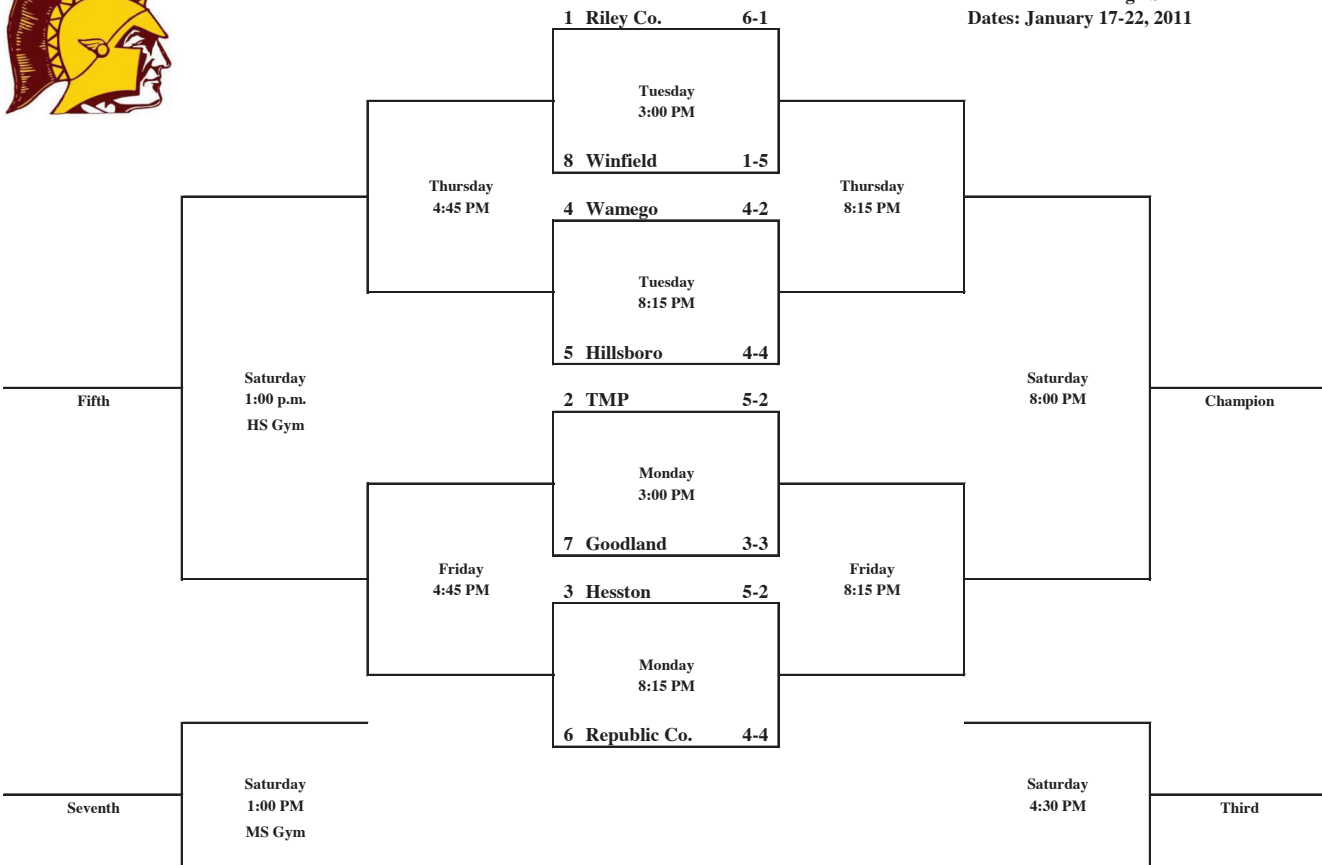 Dates: January 17-22, 2011
1 Riley Co. 6-1
Tuesday
3:00 PM
8 Winfield 1-5
Thursday
4:45 PM
Thursday
8:15 PM
4 Wamego 4-2
Tuesday
8:15 PM
5 Hillsboro 4-4
Saturday
1:00 p.m.
HS Gym
Fifth
Saturday
8:00 PM
Champion
2 TMP 5-2
Monday
3:00 PM
7 Goodland 3-3
Friday
4:45 PM
Friday
8:15 PM
3 Hesston 5-2
Monday
8:15 PM
6 Republic Co. 4-4
Saturday
1:00 PM
MS Gym
Seventh
Saturday
4:30 PM
Third